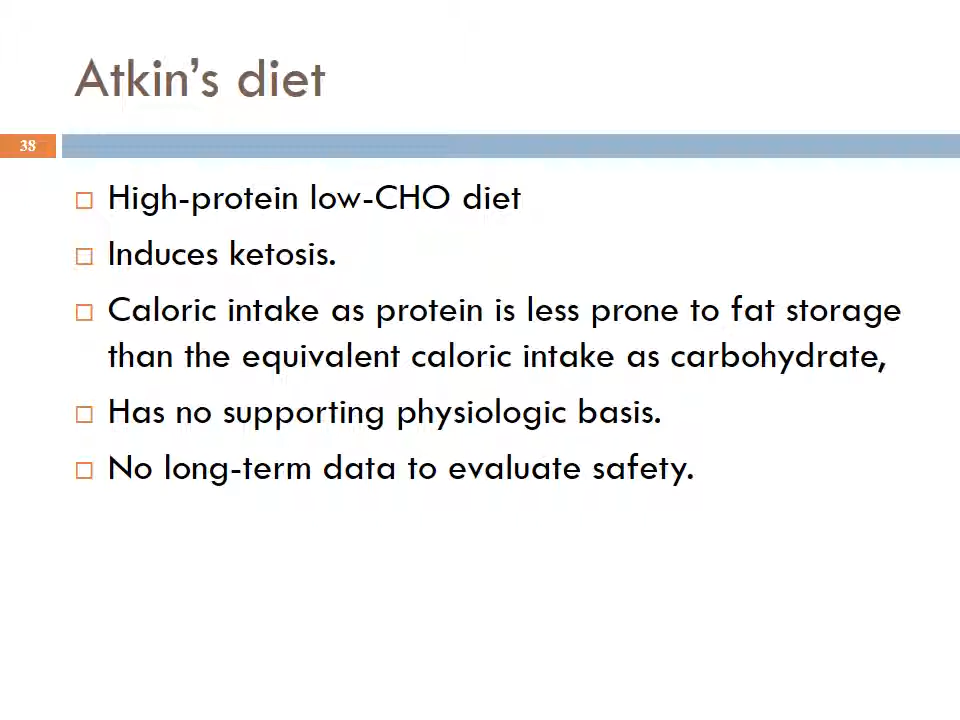 Atkin’s diet
38
High-protein low-CHO diet
Induces ketosis.
Caloric intake as protein is less prone to fat storage
than the equivalent caloric intake as carbohydrate,
Has no supporting physiologic basis.
No long-term data to evaluate safety.